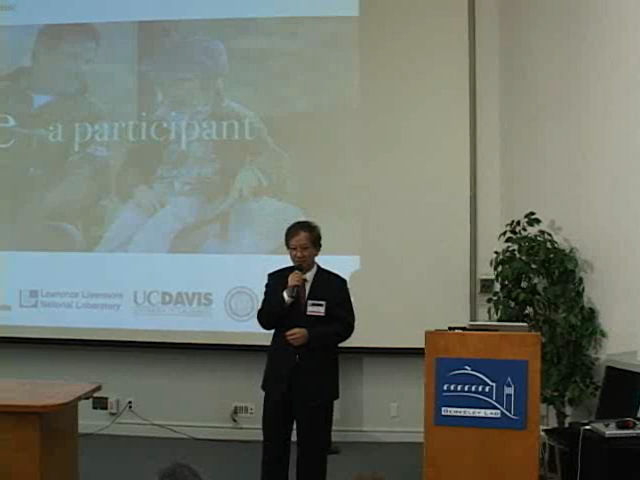 e a participant
Lawrence Livermore
National Laboratory
UCDAVIS
BERKELEY LAB